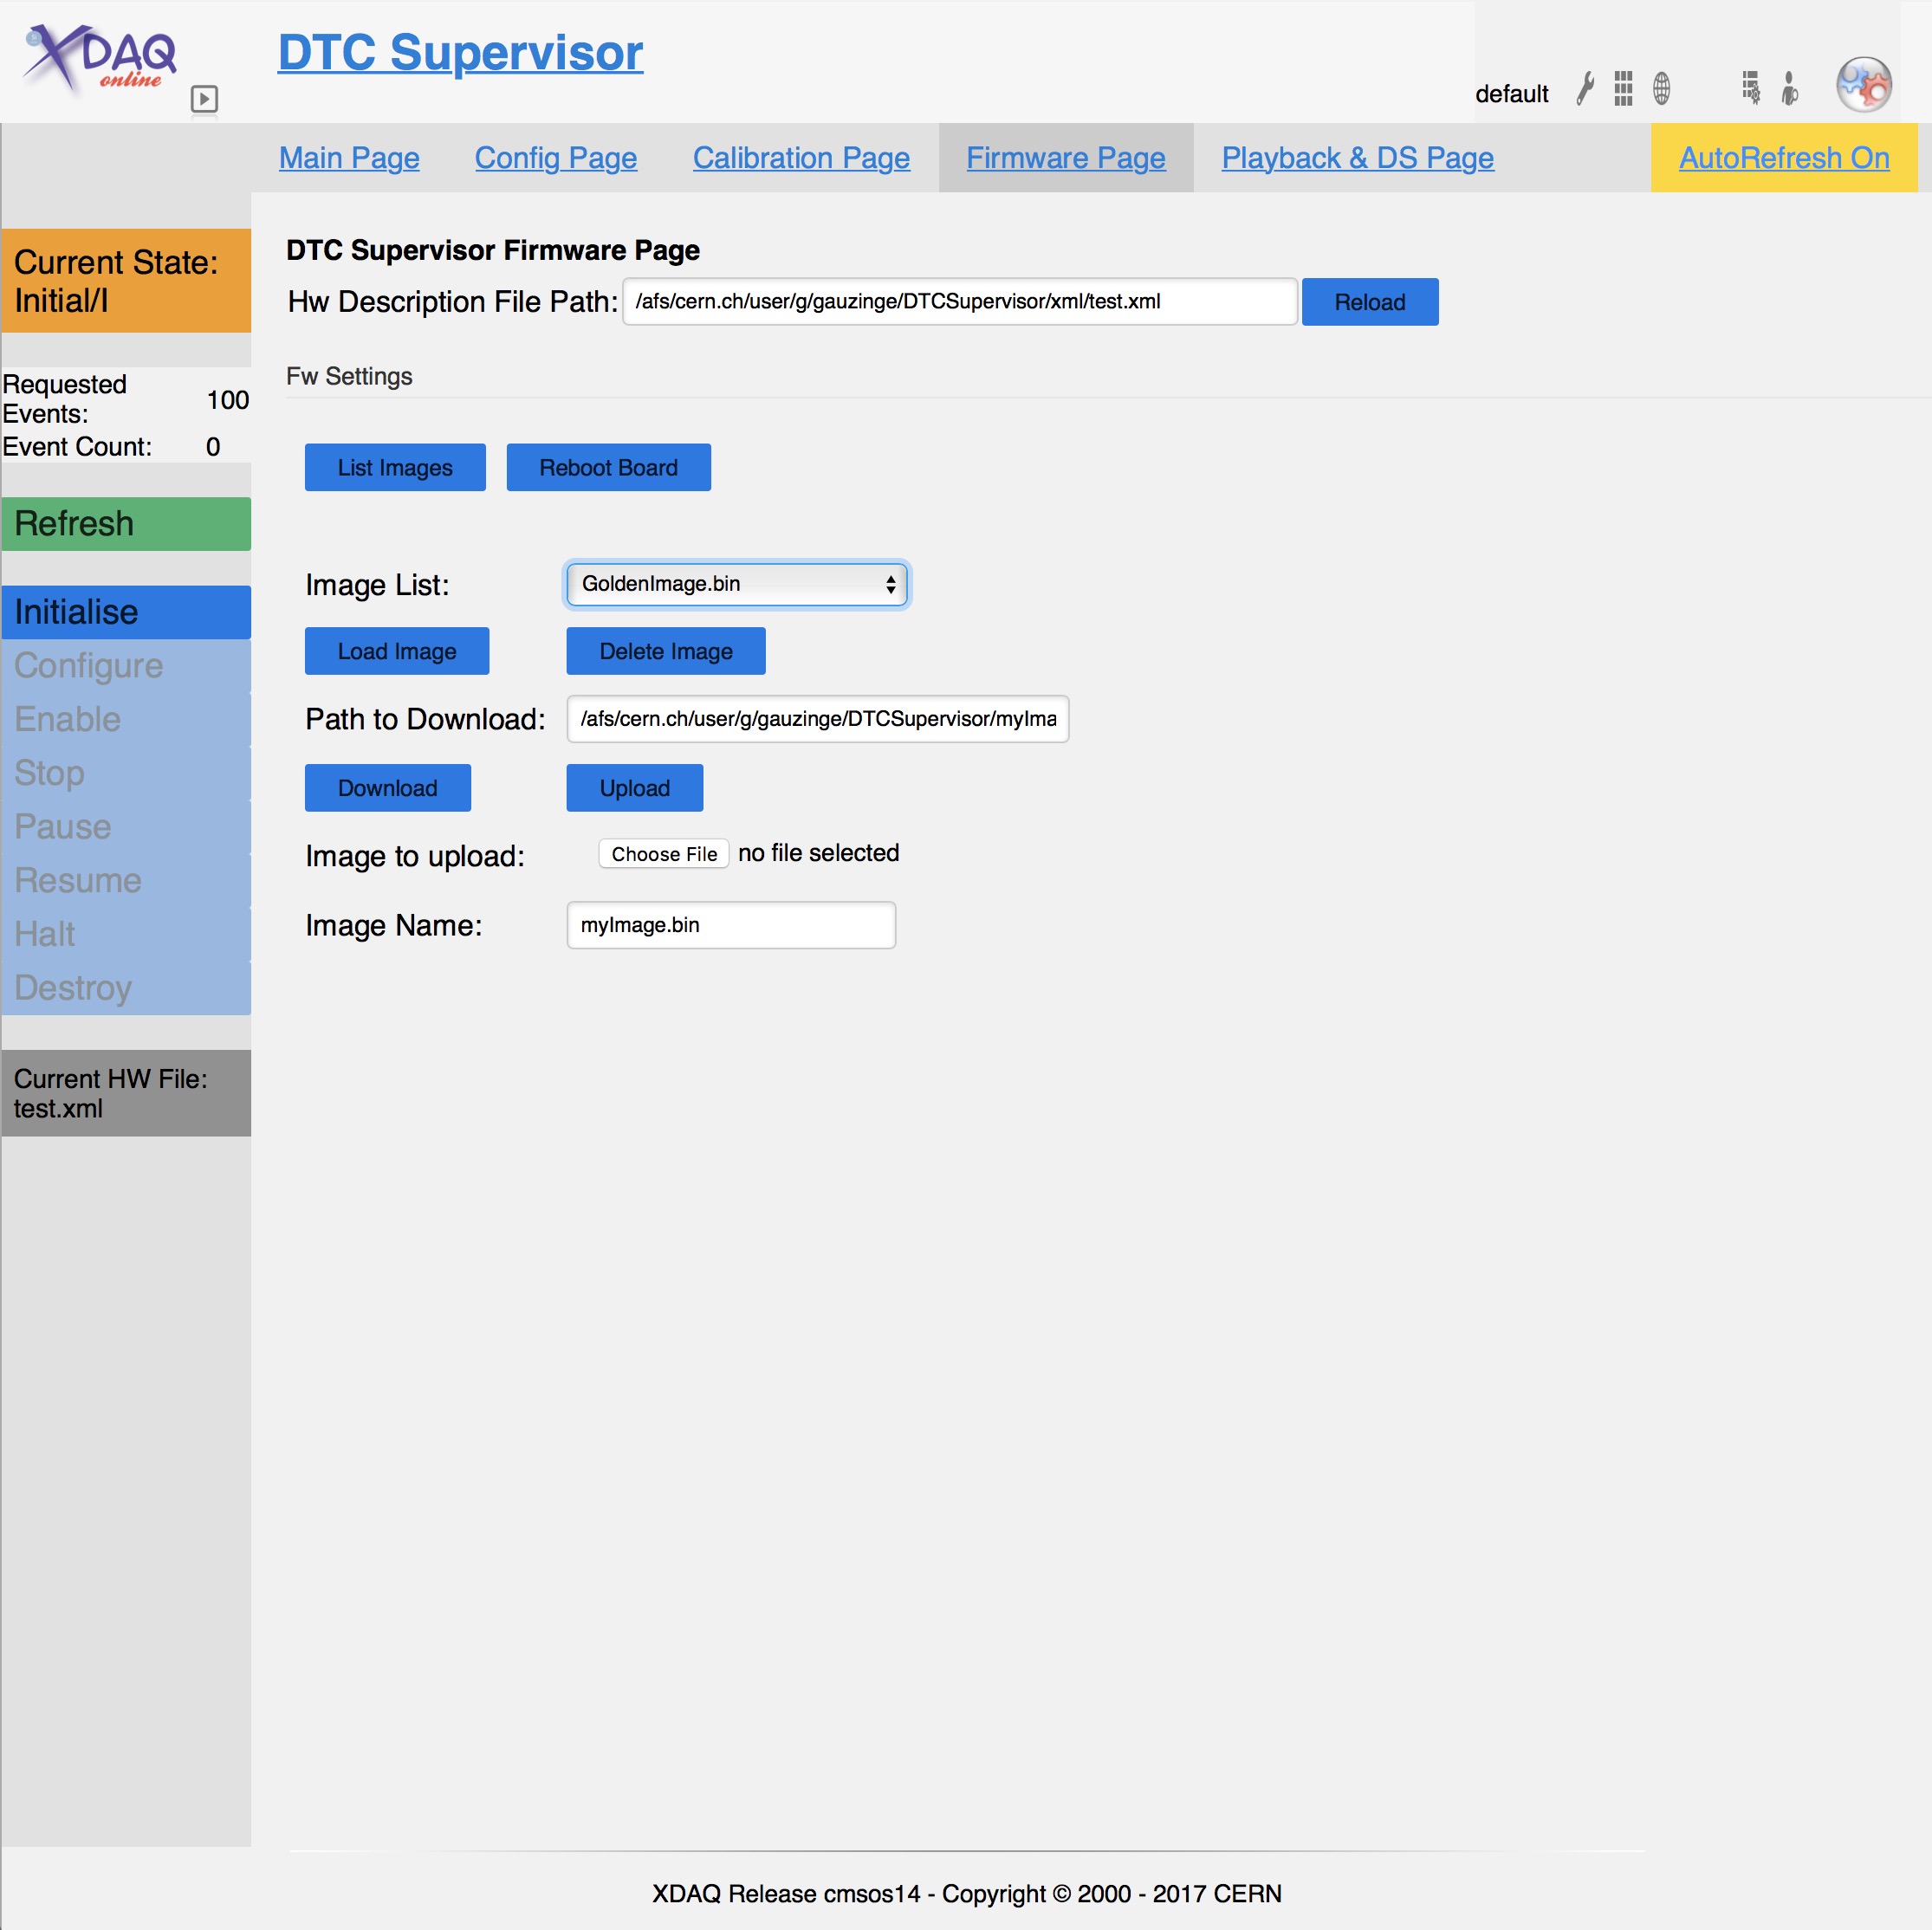 XDAQ
online
DTC Supervisor
default
Main Page Config Page Calibration Page Firmware Page Playback & DS Page AutoRefresh On
Current State:
Initial/I
Requested
Events: 100
Event Count: 0
Refresh
Initialise
Configure
Enable
Stop
Pause
Resume
Halt
Destroy
Current HW File:
test.xml
DTC Supervisor Firmware Page
Hw Description File Path: /afs/cern.ch/user/g/gauzinge/DTCSupervisor/xml/test.xml Reload
Fw Settings
List Images Reboot Board
Image List: GoldenImage.bin
Load Image Delete Image
Path to Download: /afs/cern.ch/user/g/gauzinge/DTCSupervisor/myIma
Download Upload
Image to upload: Choose File no file selected
Image Name: myImage.bin
XDAQ Release cmsos14 - Copyright © 2000 - 2017 CERN